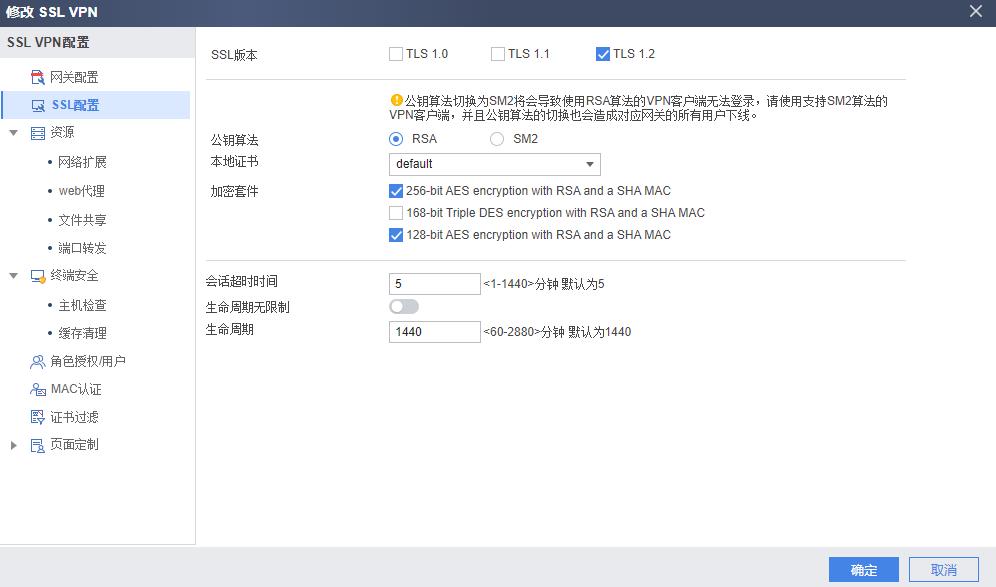 修改 SSL VPN
SSL VPN配置
网关配置
SSL配置
资源
网络扩展
web代理
文件共享
端口转发
终端安全
主机检查
缓存清理
角色授权/用户
MAC认证
证书过滤
页面定制
SSL版本
TLS 1.0
TLS 1.1
TLS 1.2
公钥算法切换为SM2将会导致使用RSA算法的VPN客户端无法登录，请使用支持SM2算法的
VPN客户端，并且公钥算法的切换也会造成对应网关的所有用户下线。
公钥算法
RSA
SM2
本地证书
default
加密套件
256-bit AES encryption with RSA and a SHA MAC
168-bit Triple DES encryption with RSA and a SHA MAC
128-bit AES encryption with RSA and a SHA MAC
会话超时时间
5
<1-1440>分钟 默认为5
生命周期无限制
生命周期
1440
<60-2880>分钟 默认为1440
确定
取消